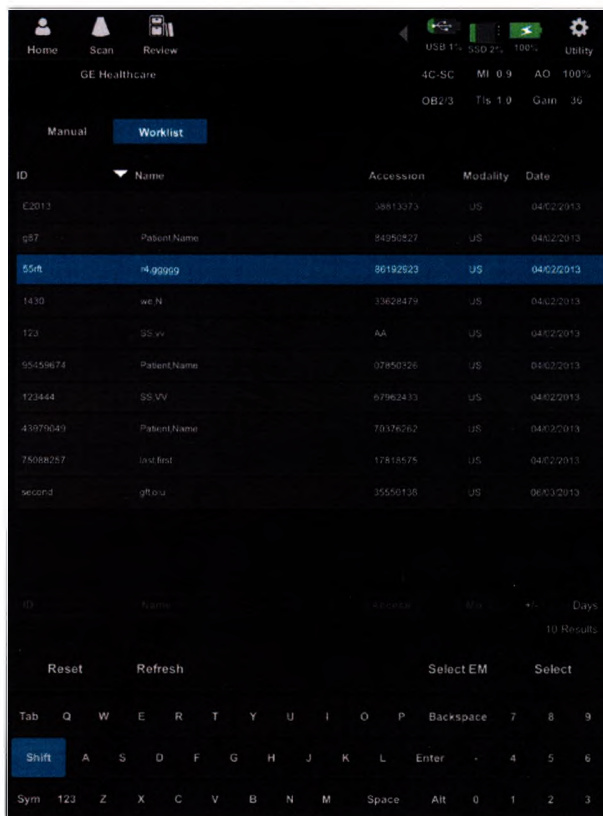 Home Scan Review USB 1% SSD 2% 100% Utility
GE Healthcare 4C-SC MI 0.9 AO 100%
OB2/3 TIs 1.0 Gain 36
Manual Worklist
ID Name Accession Modality Date
E2013 38813373 US 04/02/2013
g87 Patient,Name 84950827 US 04/02/2013
55rft r4,ggggg 86192923 US 04/02/2013
1430 we,N 33628479 US 04/02/2013
123 SS,vv AA US 04/02/2013
95459674 Patient,Name 07850326 US 04/02/2013
123444 SS,VV 67962433 US 04/02/2013
43979049 Patient,Name 70376262 US 04/02/2013
75088257 last,first 17818575 US 04/02/2013
second gft,o,u 35550138 US 06/03/2013
ID Name +/- Days
10 Results
Reset Refresh Select EM Select
Tab Q W E R T Y U I O P Backspace 7 8 9
Shift A S D F G H J K L Enter - 4 5 6
Sym 123 Z X C V B N M Space Alt 0 1 2 3